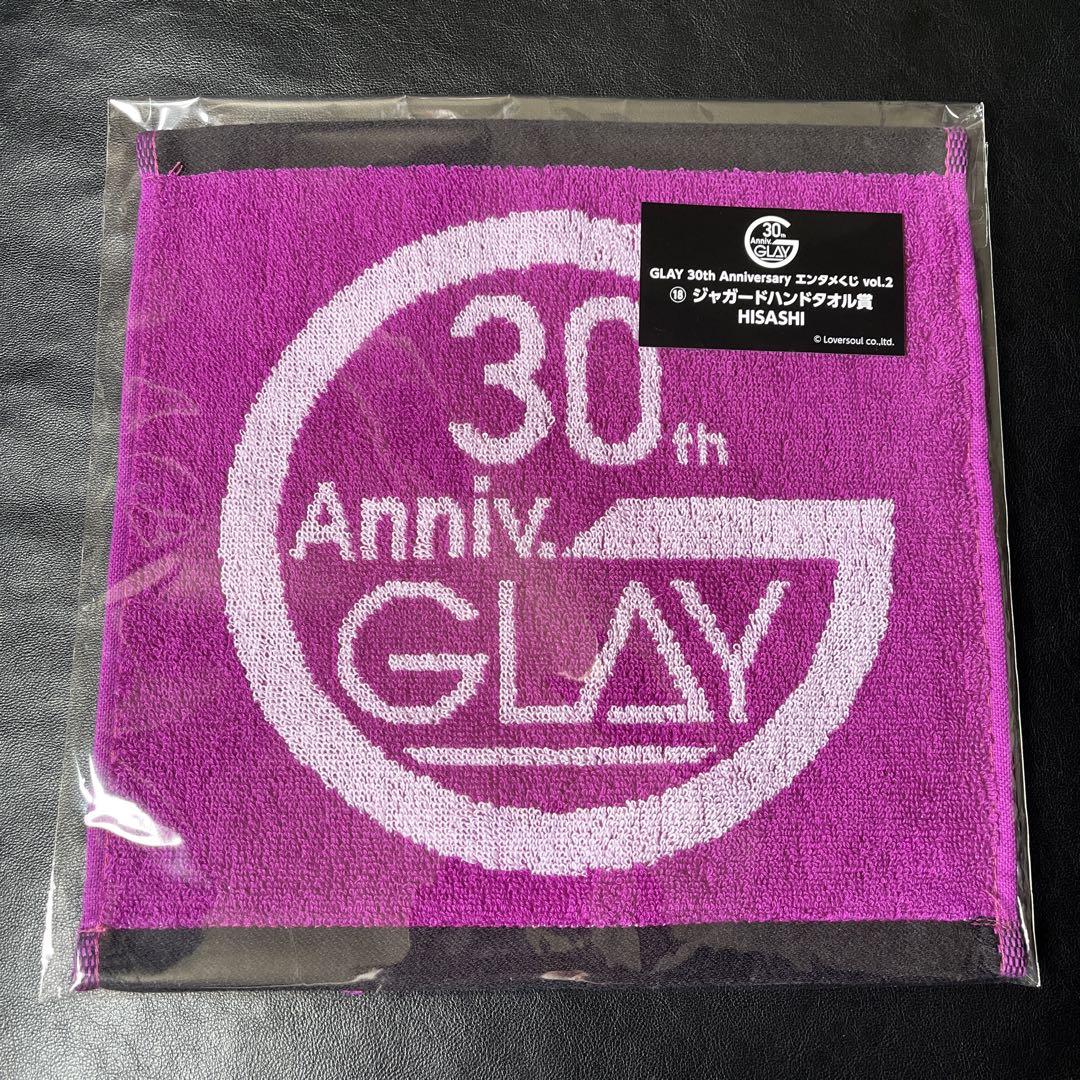 30th
Anniv.
GLAY
30th
Anniv.
GLAY
GLAY 30th Anniversary エンタメくじ vol.2
⑱ ジャガードハンドタオル賞
HISASHI
© Loversoul co.,ltd.